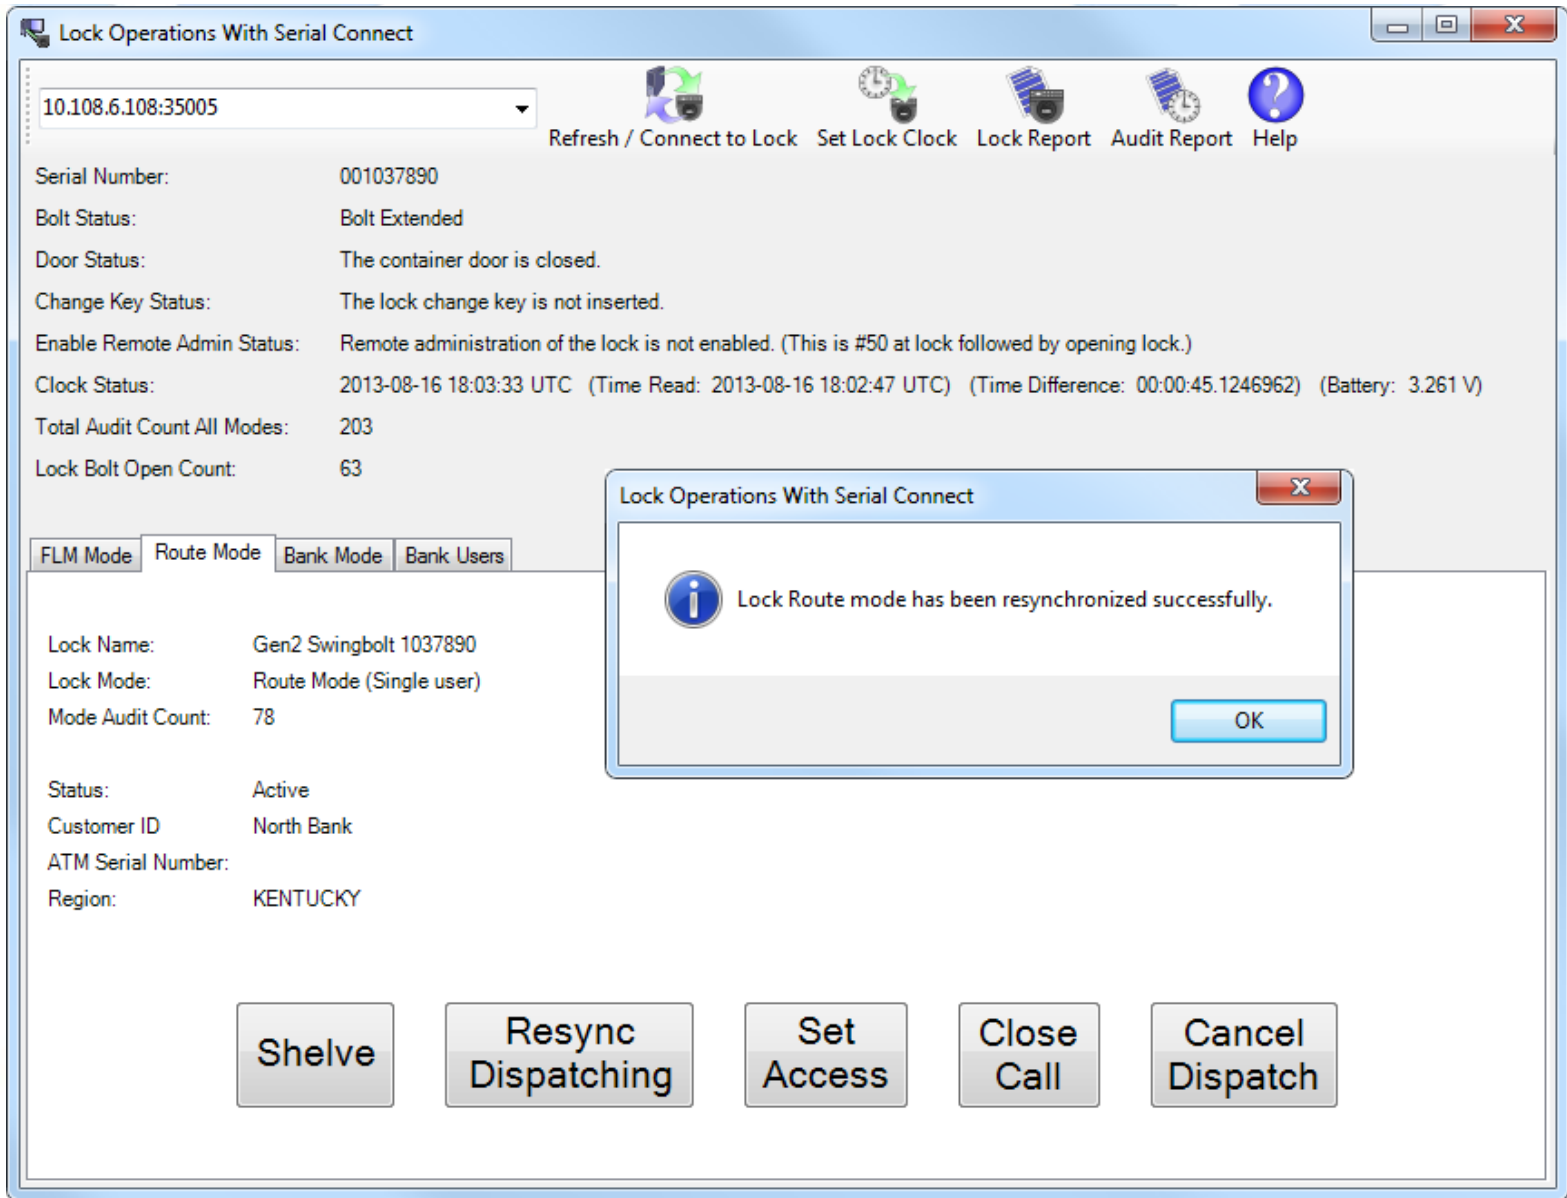 Lock Operations With Serial Connect
10.108.6.108:35005
Refresh / Connect to Lock Set Lock Clock Lock Report Audit Report Help
Serial Number: 001037890
Bolt Status: Bolt Extended
Door Status: The container door is closed.
Change Key Status: The lock change key is not inserted.
Enable Remote Admin Status: Remote administration of the lock is not enabled. (This is #50 at lock followed by opening lock.)
Clock Status: 2013-08-16 18:03:33 UTC (Time Read: 2013-08-16 18:02:47 UTC) (Time Difference: 00:00:45.1246962) (Battery: 3.261 V)
Total Audit Count All Modes: 203
Lock Bolt Open Count: 63
Lock Operations With Serial Connect
Lock Route mode has been resynchronized successfully.
OK
FLM Mode Route Mode Bank Mode Bank Users
Lock Name: Gen2 Swingbolt 1037890
Lock Mode: Route Mode (Single user)
Mode Audit Count: 78
Status: Active
Customer ID North Bank
ATM Serial Number:
Region: KENTUCKY
Shelve
Resync
Dispatching
Set
Access
Close
Call
Cancel
Dispatch